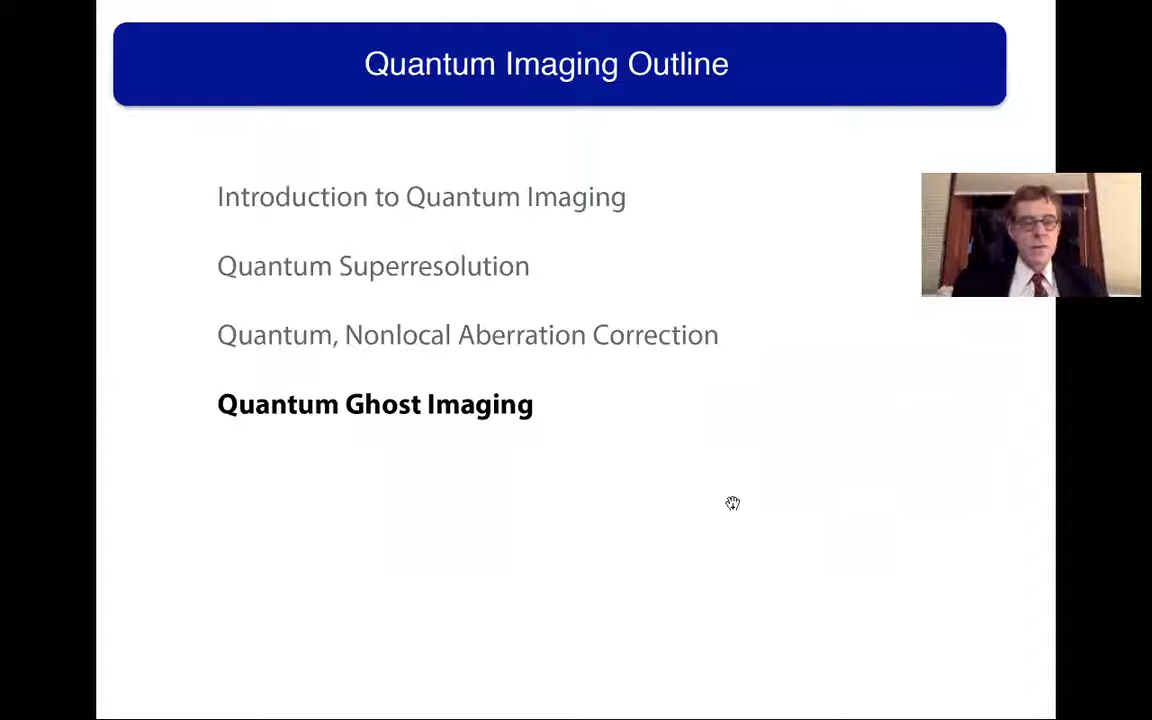 Quantum Imaging Outline
Introduction to Quantum Imaging
Quantum Superresolution
Quantum, Nonlocal Aberration Correction
Quantum Ghost Imaging